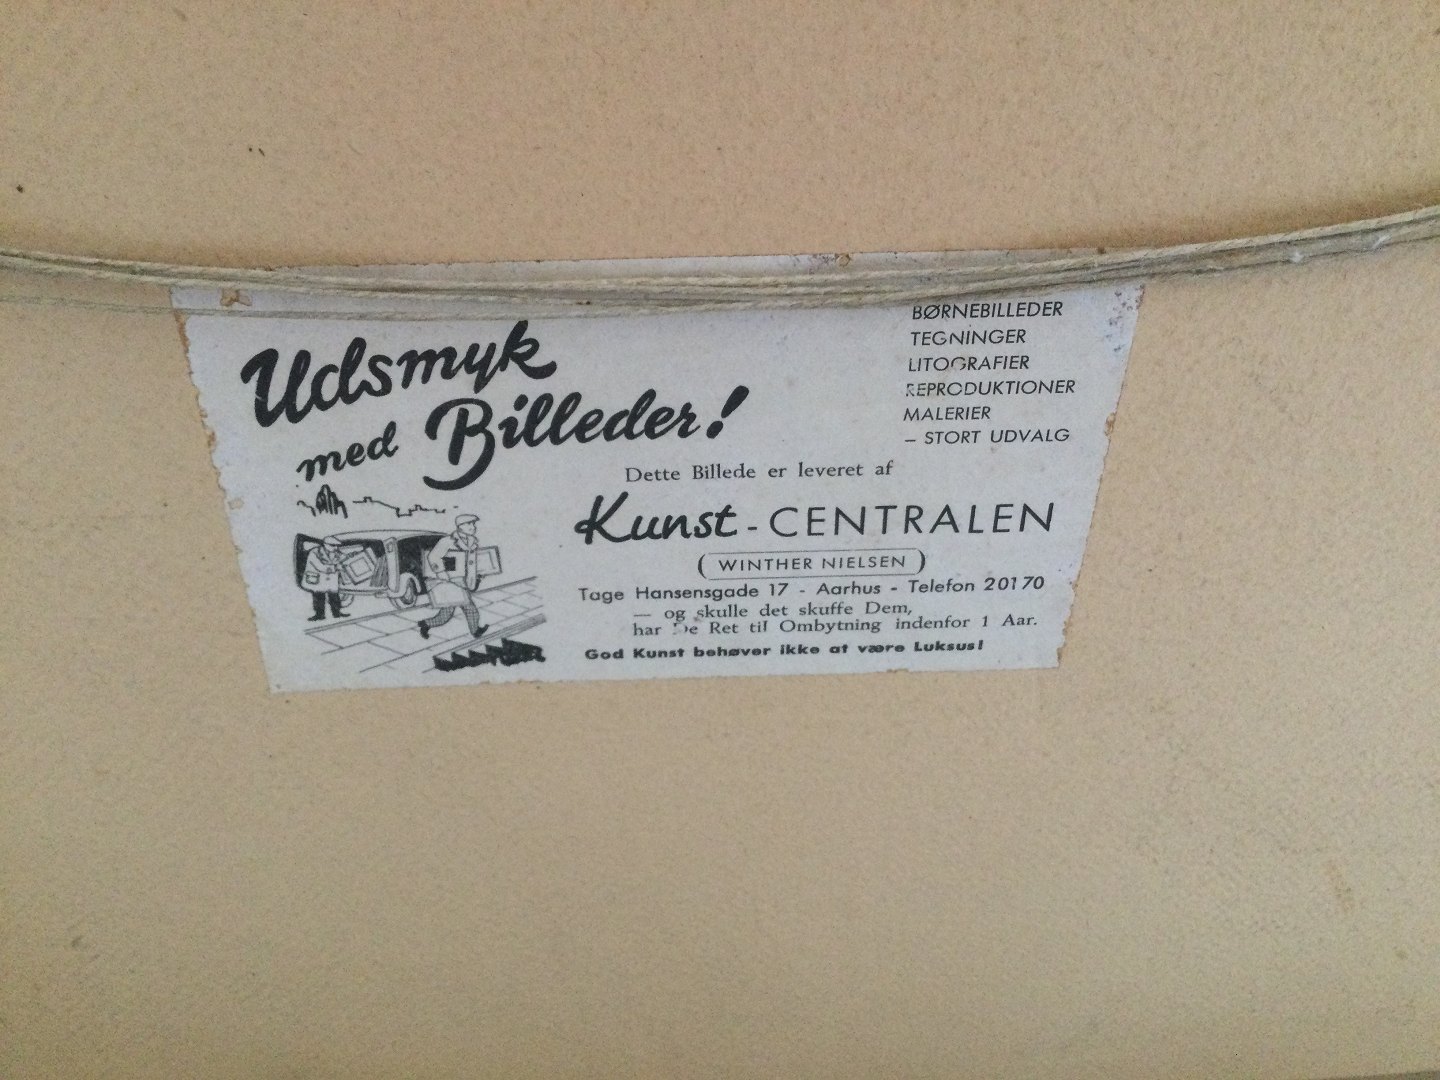 Udsmyk
med Billeder!
BØRNEBILLEDER
TEGNINGER
LITOGRAFIER
REPRODUKTIONER
MALERIER
– STORT UDVALG
Dette Billede er leveret af
Kunst - CENTRALEN
(WINTHER NIELSEN)
Tage Hansensgade 17 - Aarhus - Telefon 20170
— og skulle det skuffe Dem,
har De Ret til Ombytning indenfor 1 Aar.
God Kunst behøver ikke at være Luksus!